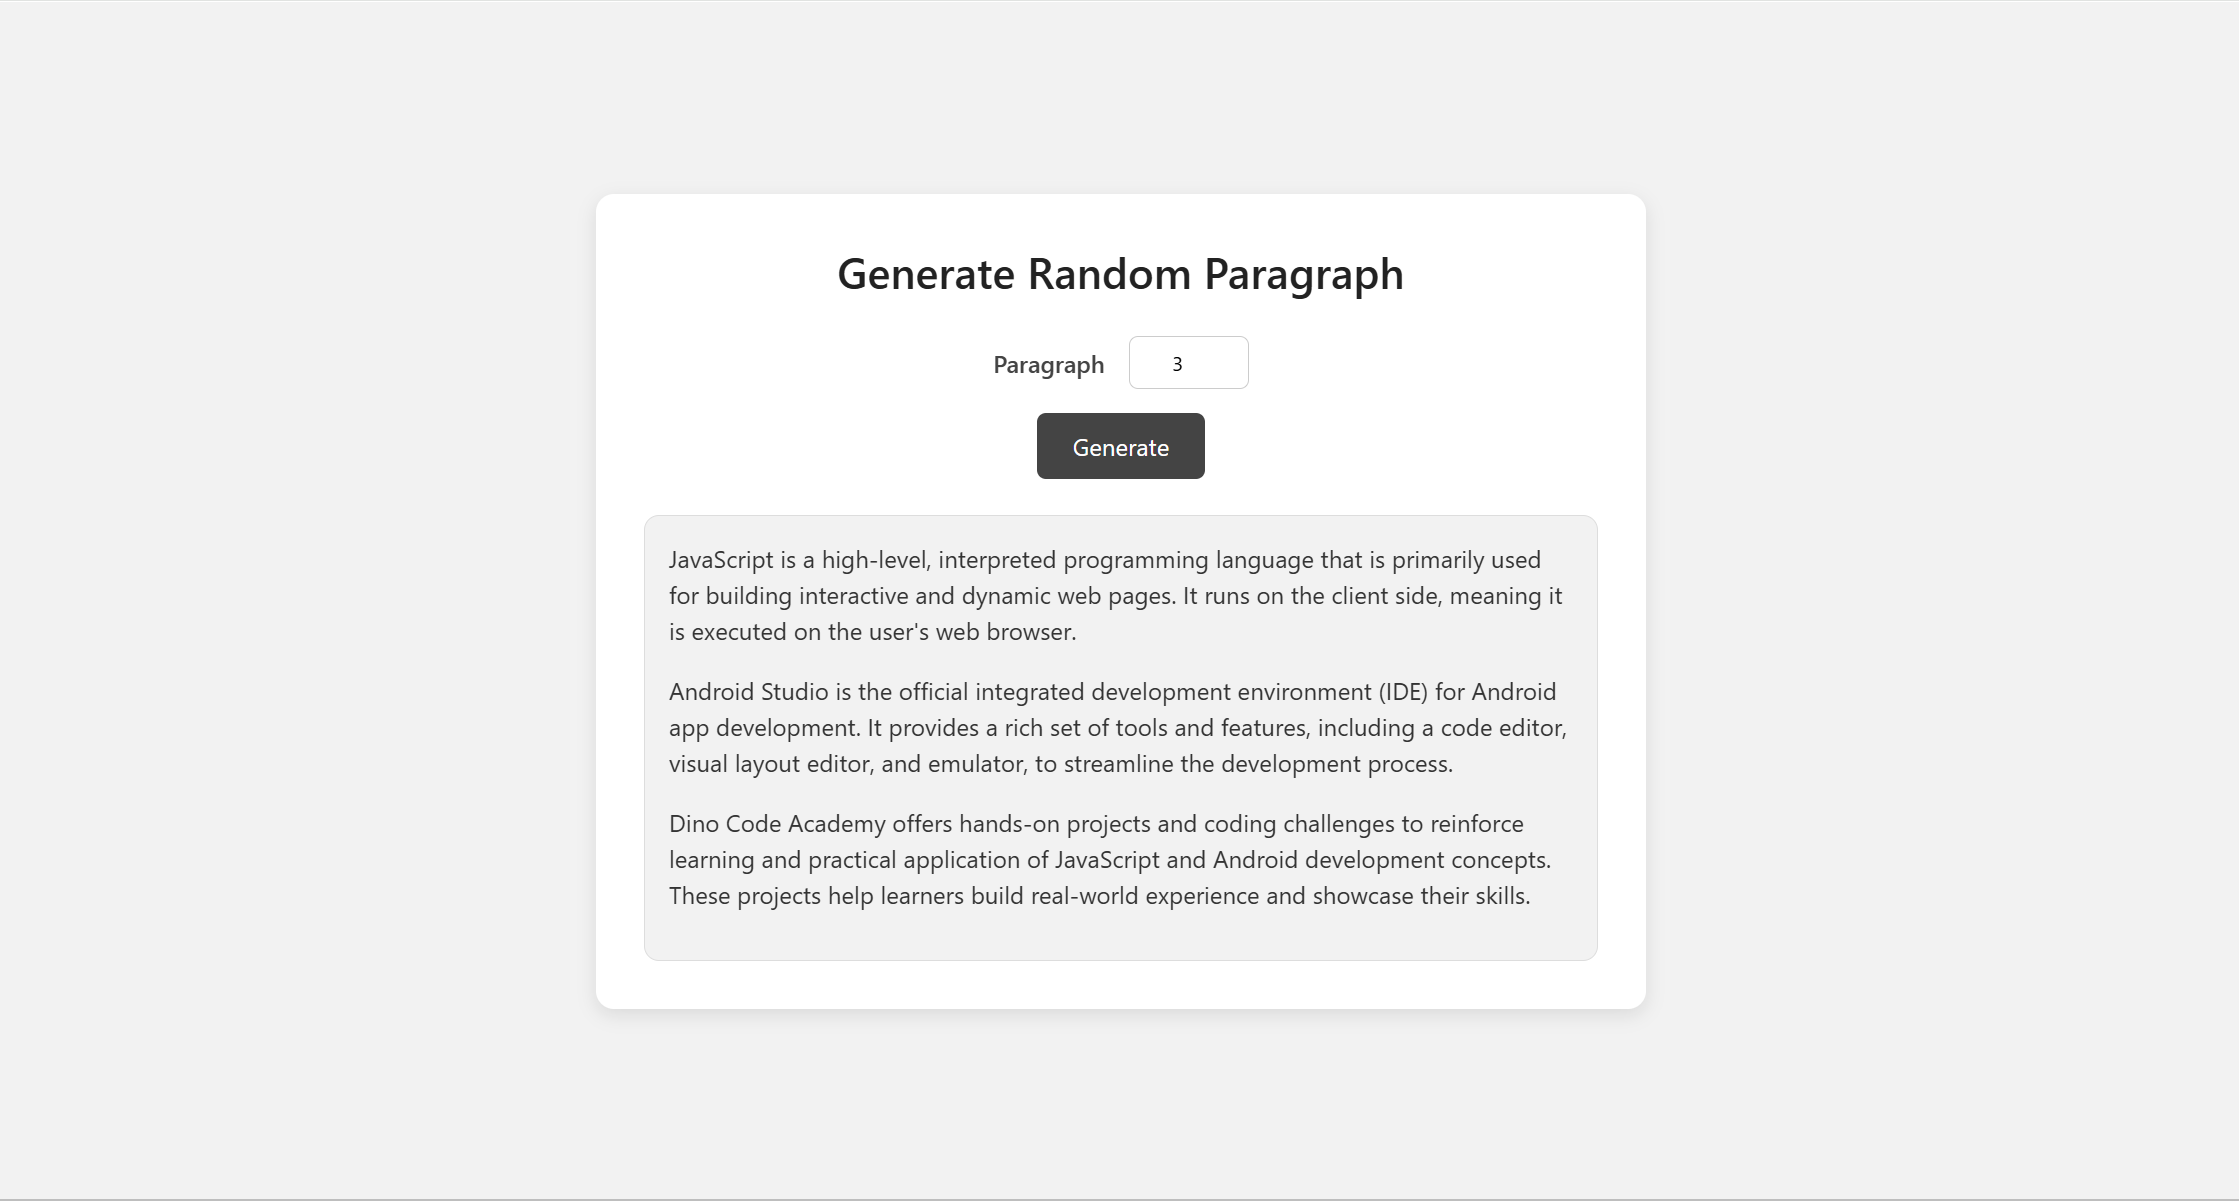 Generate Random Paragraph
Paragraph 3
Generate
JavaScript is a high-level, interpreted programming language that is primarily used
for building interactive and dynamic web pages. It runs on the client side, meaning it
is executed on the user's web browser.
Android Studio is the official integrated development environment (IDE) for Android
app development. It provides a rich set of tools and features, including a code editor,
visual layout editor, and emulator, to streamline the development process.
Dino Code Academy offers hands-on projects and coding challenges to reinforce
learning and practical application of JavaScript and Android development concepts.
These projects help learners build real-world experience and showcase their skills.